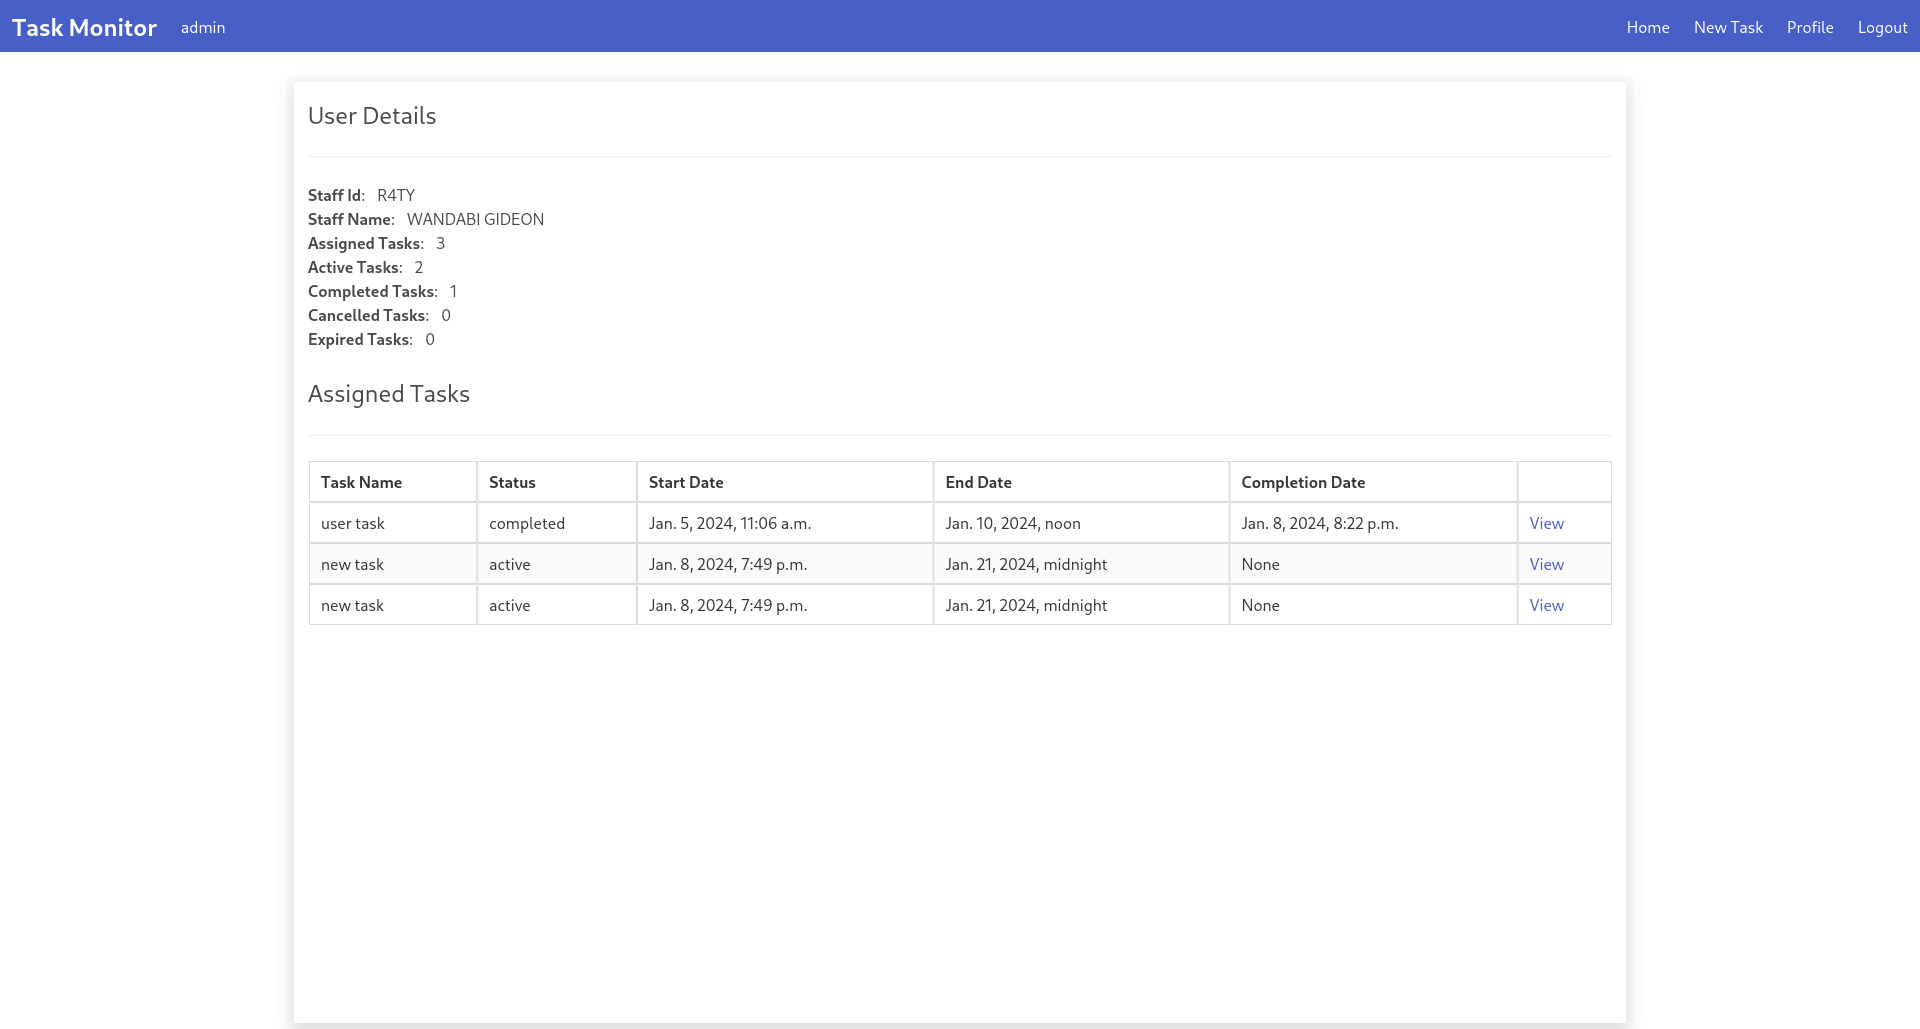 Task Monitor admin Home New Task Profile Logout
User Details
Staff Id: R4TY
Staff Name: WANDABI GIDEON
Assigned Tasks: 3
Active Tasks: 2
Completed Tasks: 1
Cancelled Tasks: 0
Expired Tasks: 0
Assigned Tasks
Task Name Status Start Date End Date Completion Date
user task completed Jan. 5, 2024, 11:06 a.m. Jan. 10, 2024, noon Jan. 8, 2024, 8:22 p.m. View
new task active Jan. 8, 2024, 7:49 p.m. Jan. 21, 2024, midnight None View
new task active Jan. 8, 2024, 7:49 p.m. Jan. 21, 2024, midnight None View